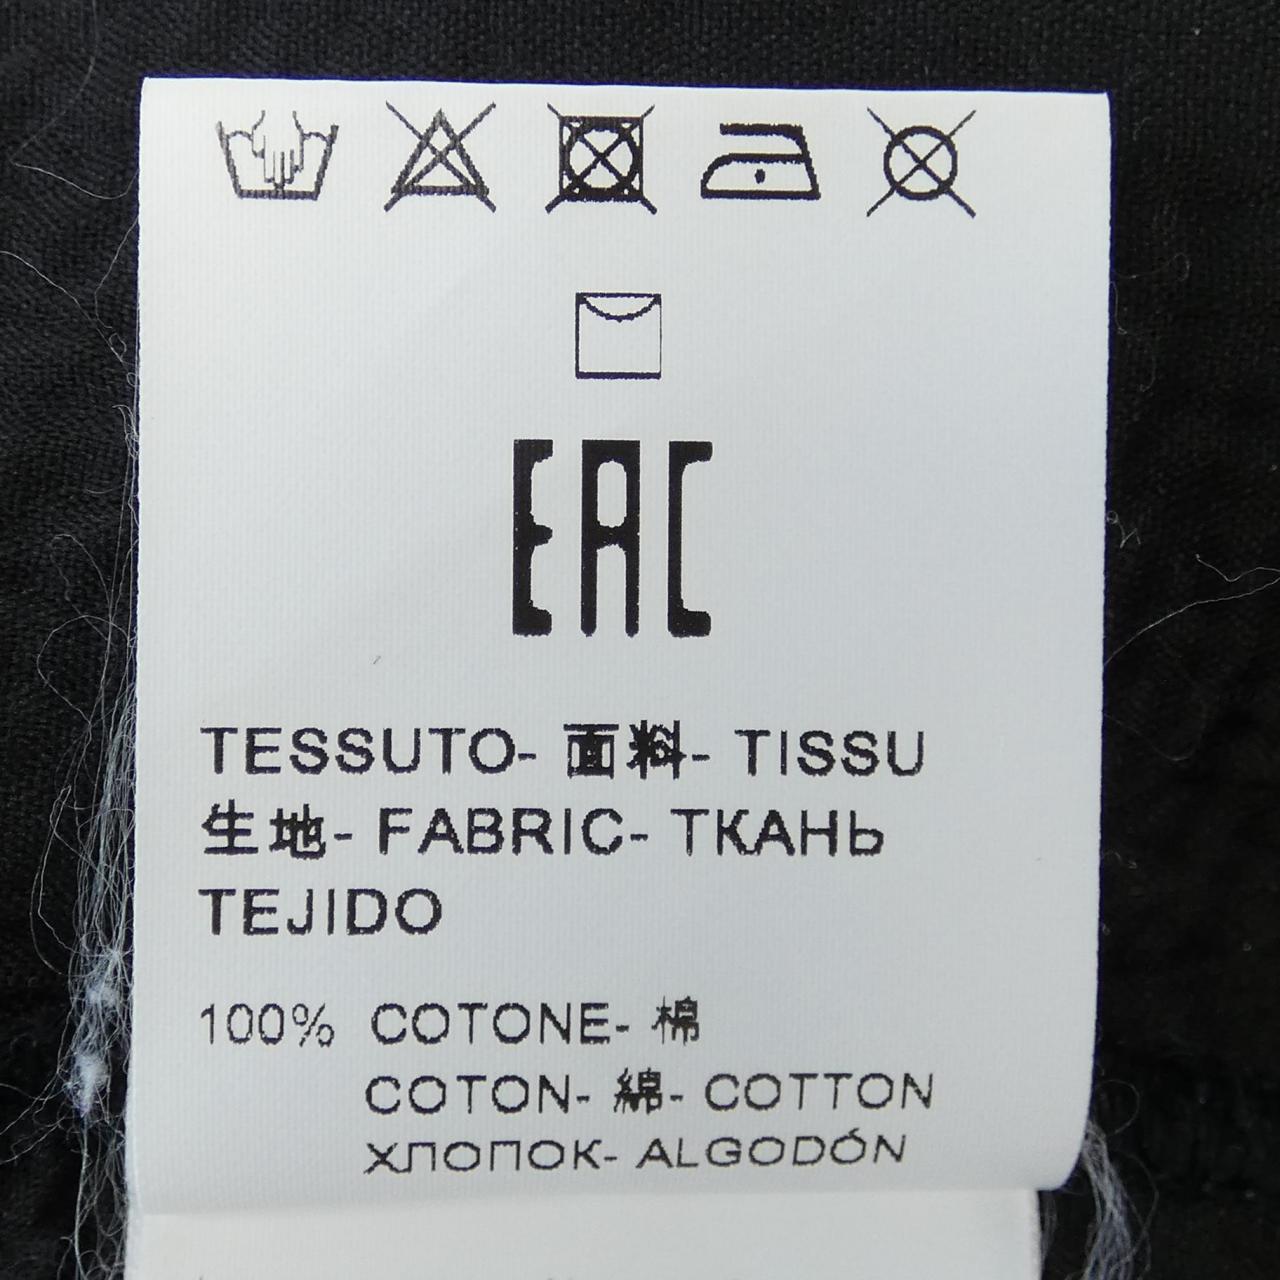 EAC
TESSUTO- 面料- TISSU
生地- FABRIC- ТКАНЬ
TEJIDO
100% COTONE- 棉
COTON- 綿- COTTON
ХЛОПОК- ALGODÓN